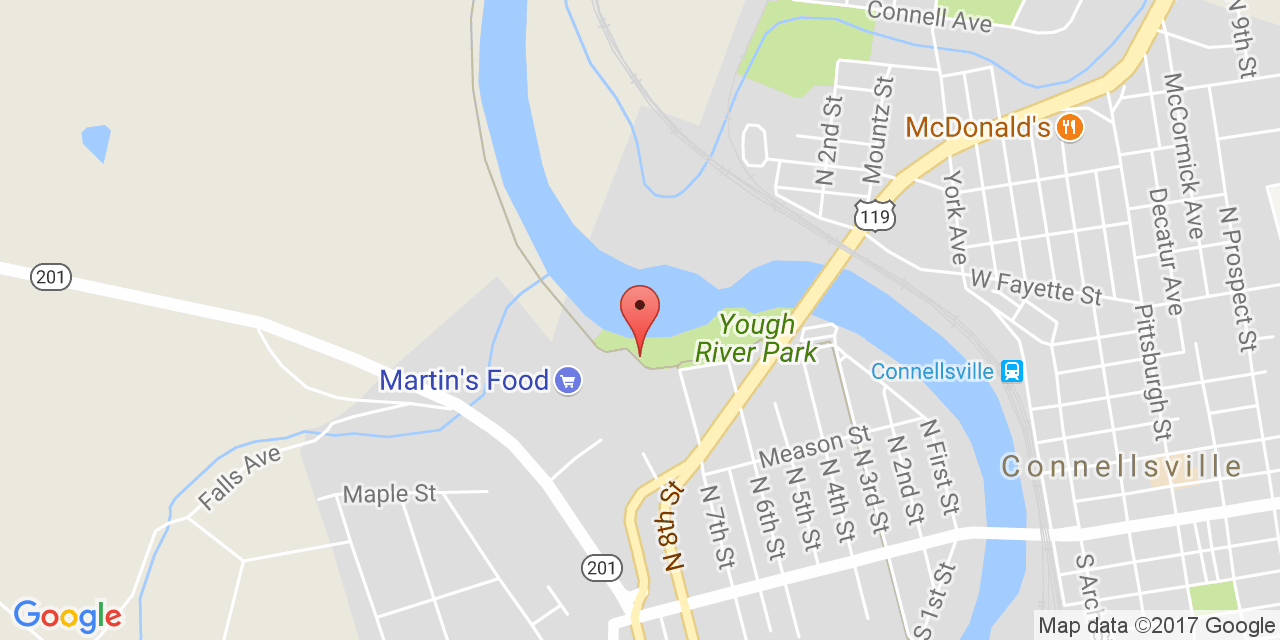 Connell Ave
N 9th St
McCormick Ave
Mountz St
N 2nd St
McDonald's
119
York Ave
Decatur Ave
N Prospect St
201
W Fayette St
Pittsburgh St
Yough
River Park
Connellsville
Martin's Food
Measom St
N First St
N 2nd St
N 3rd St
N 4th St
N 5th St
N 6th St
N 7th St
N 8th St
Connellsville
Falls Ave
Maple St
201
S 1st St
S Arch
Google
Map data ©2017 Google